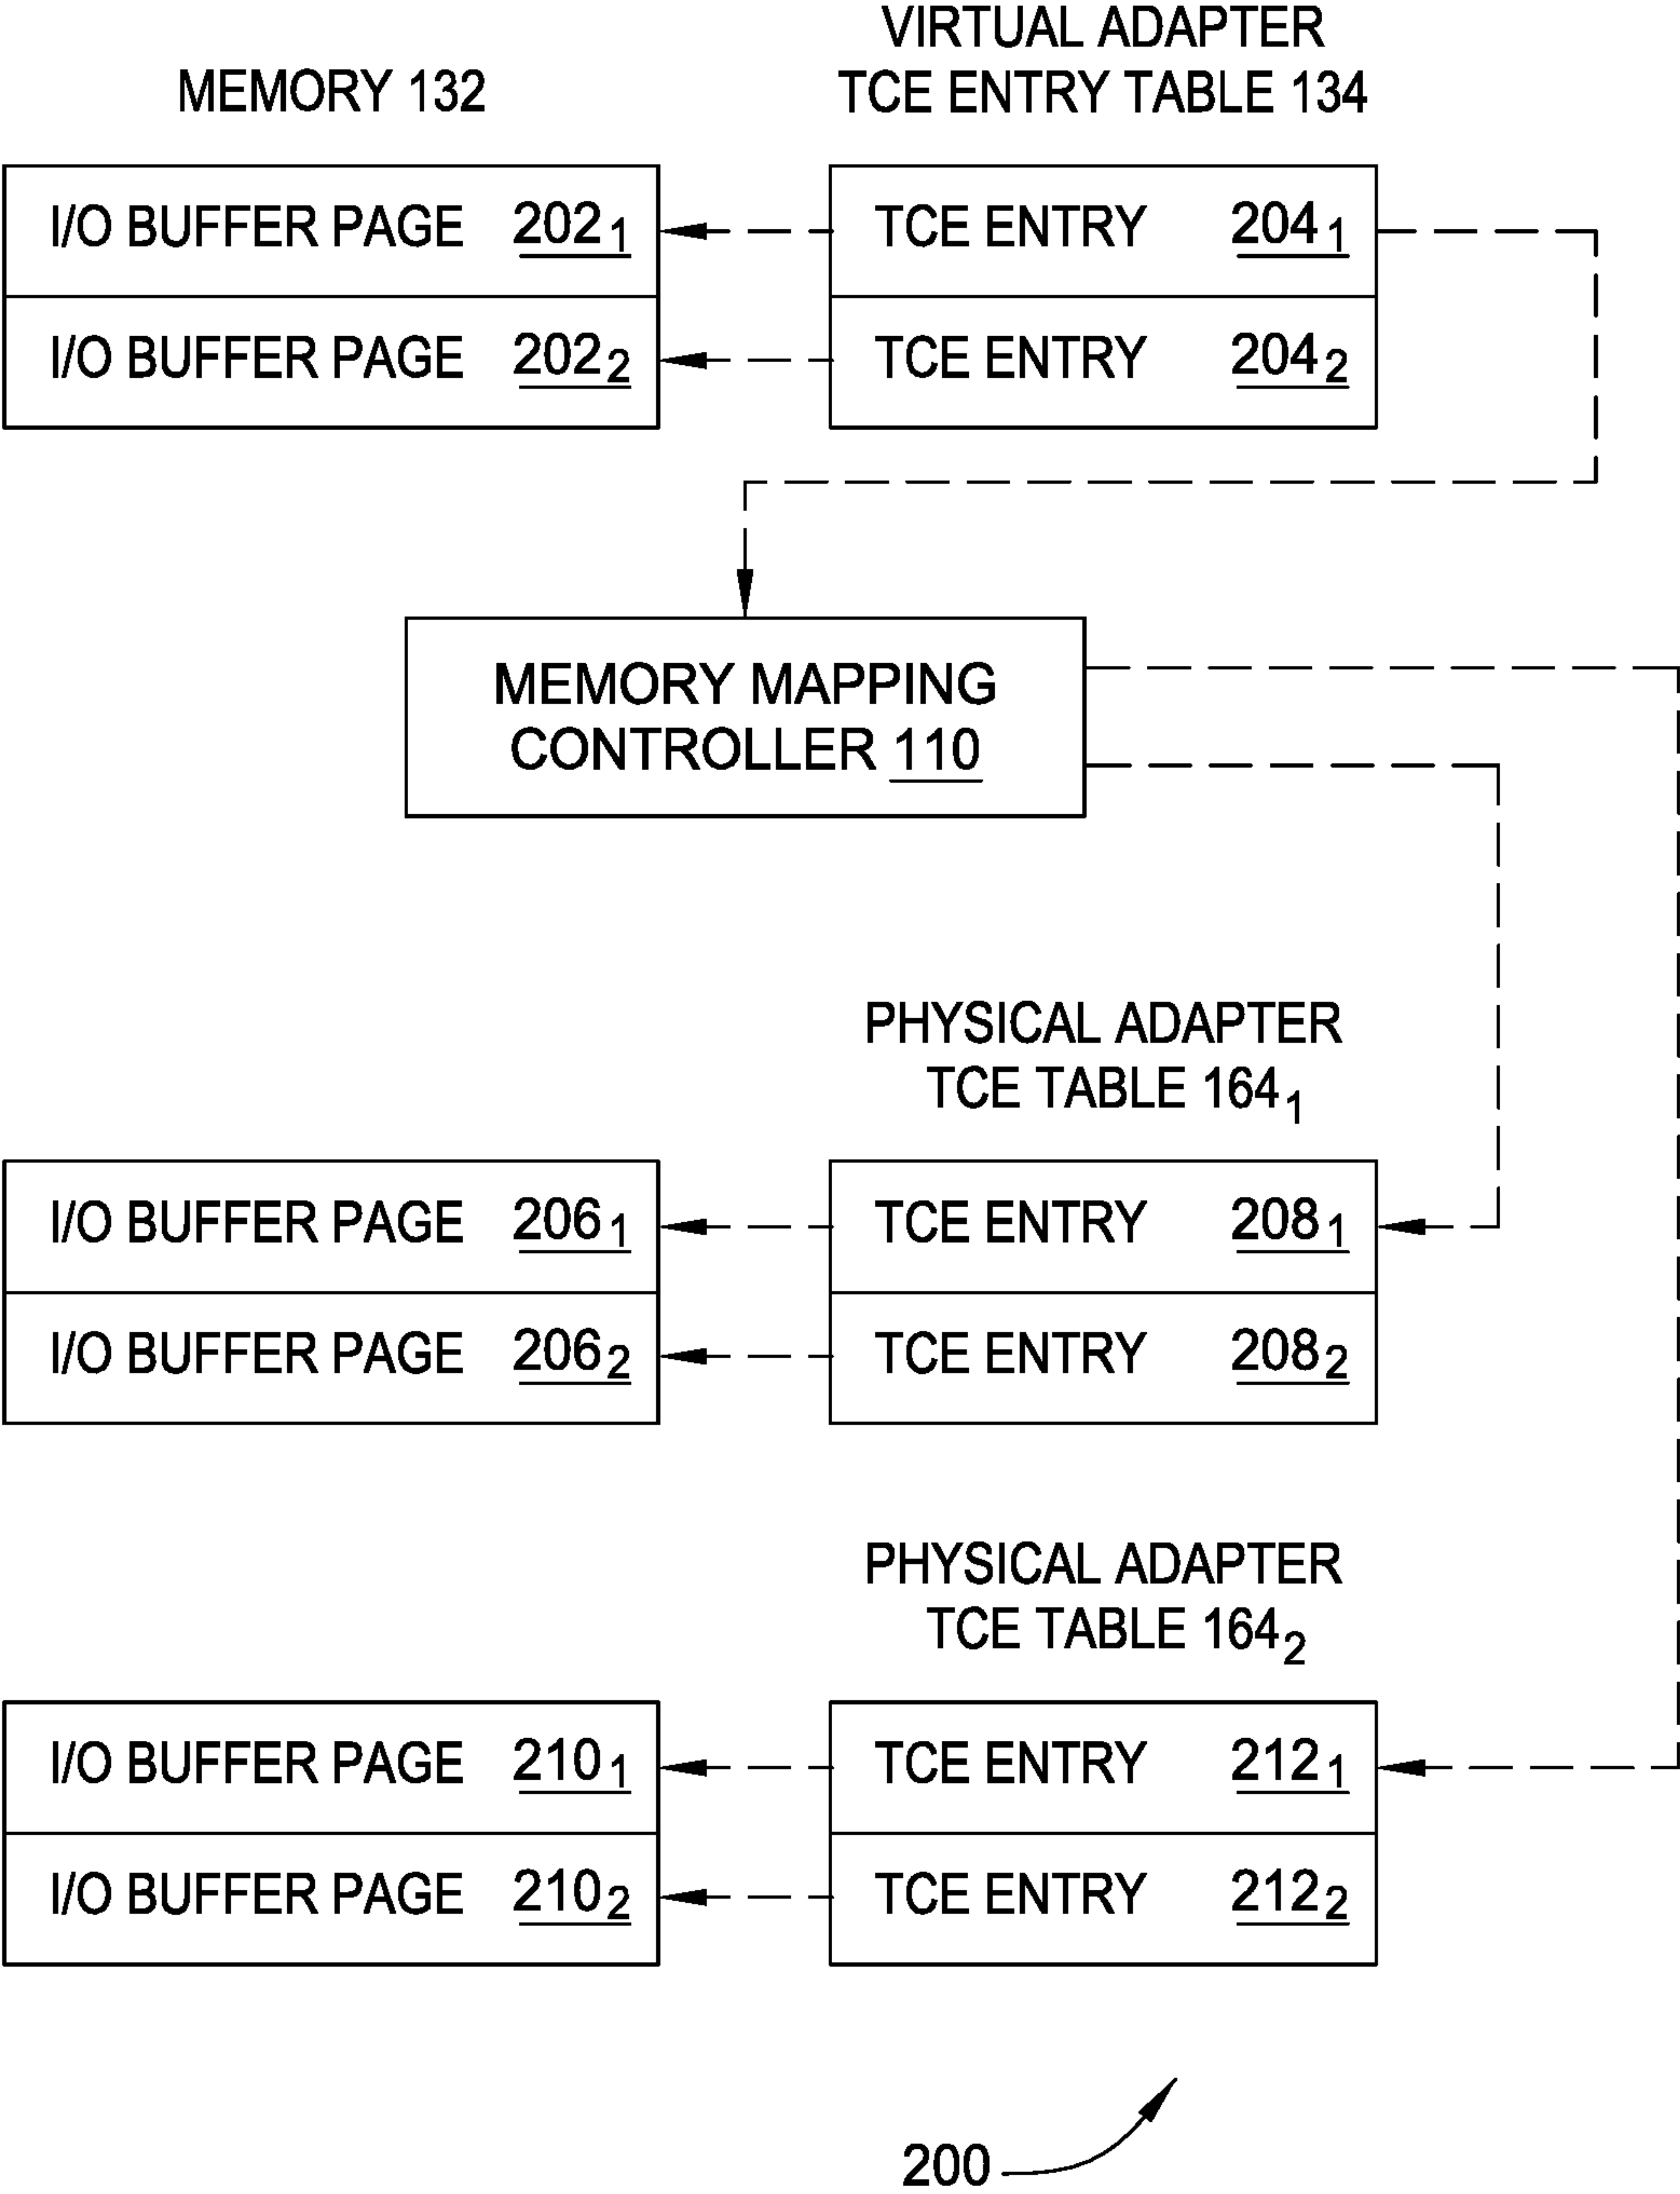 MEMORY 132
VIRTUAL ADAPTER
TCE ENTRY TABLE 134
I/O BUFFER PAGE 202₁
TCE ENTRY 204₁
I/O BUFFER PAGE 202₂
TCE ENTRY 204₂
MEMORY MAPPING
CONTROLLER 110
PHYSICAL ADAPTER
TCE TABLE 164₁
I/O BUFFER PAGE 206₁
TCE ENTRY 208₁
I/O BUFFER PAGE 206₂
TCE ENTRY 208₂
PHYSICAL ADAPTER
TCE TABLE 164₂
I/O BUFFER PAGE 210₁
TCE ENTRY 212₁
I/O BUFFER PAGE 210₂
TCE ENTRY 212₂
200